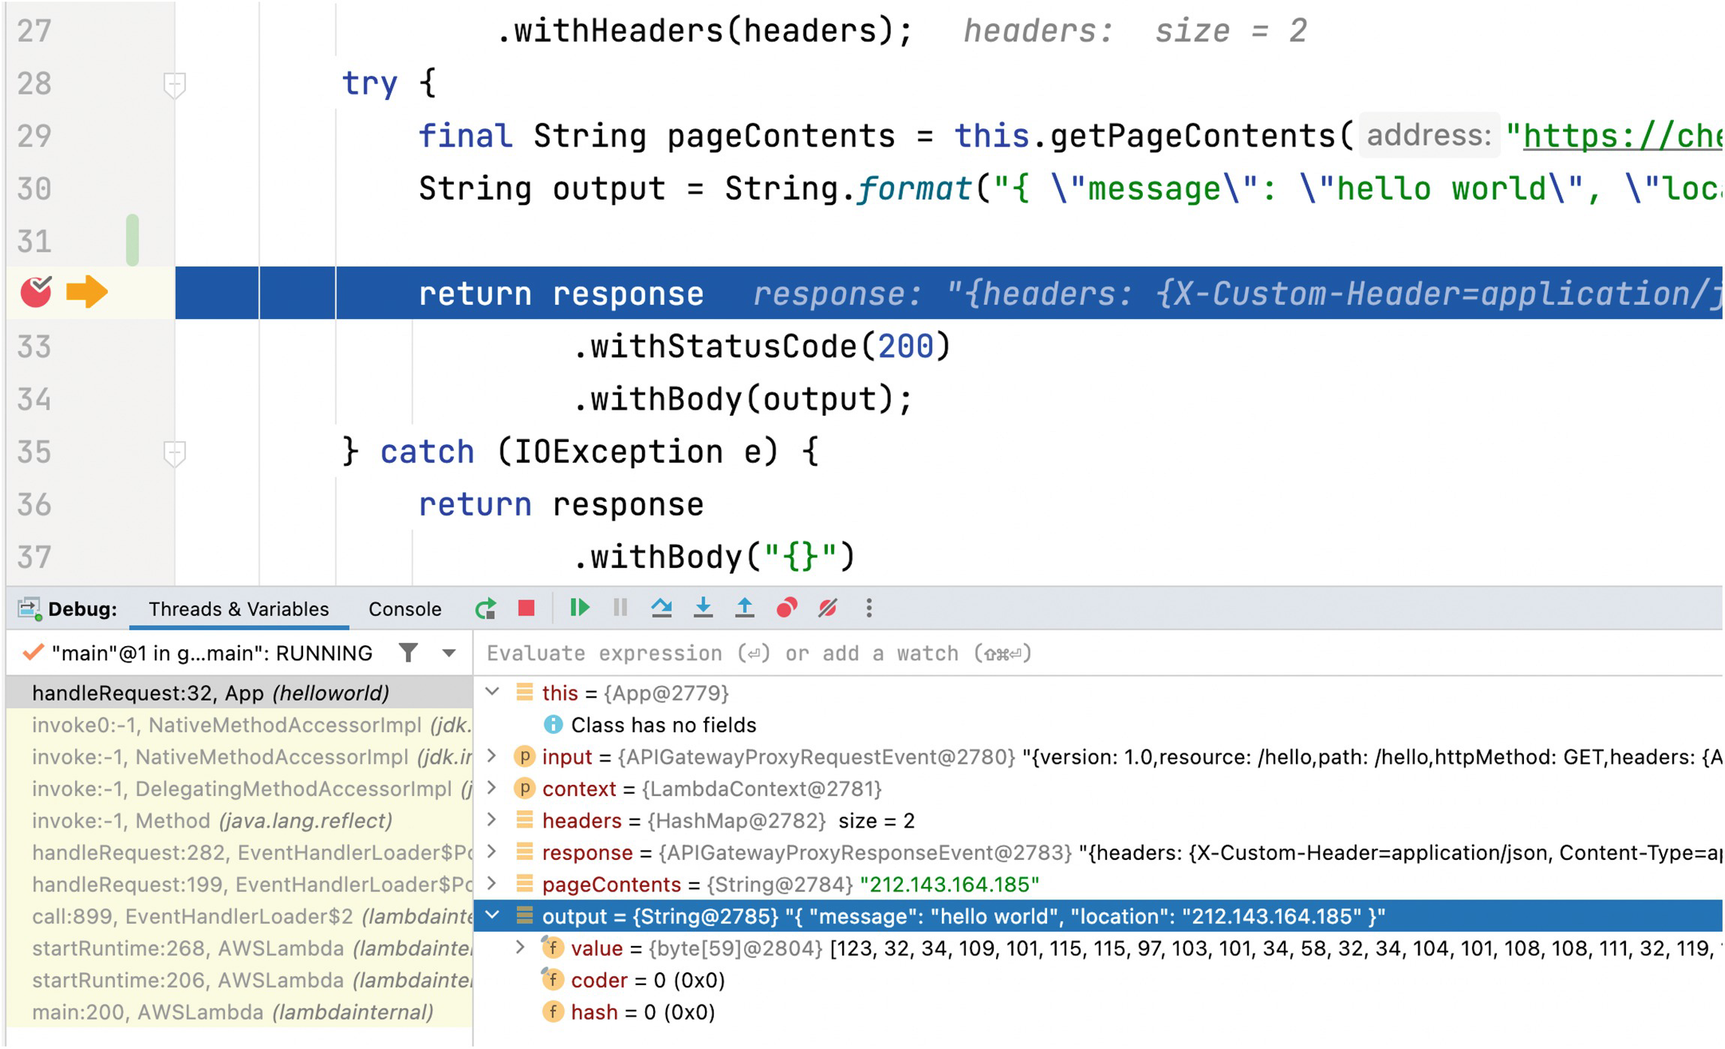 27 .withHeaders(headers); headers: size = 2
28 try {
29 final String pageContents = this.getPageContents( address: "https://che
30 String output = String.format("{ \"message\": \"hello world\", \"loca
31
return response response: "{headers: {X-Custom-Header=application/j
33 .withStatusCode(200)
34 .withBody(output);
35 } catch (IOException e) {
36 return response
37 .withBody("{}")
Debug: Threads & Variables Console
"main"@1 in g...main": RUNNING
Evaluate expression (⏎) or add a watch (⇧⌘⏎)
handleRequest:32, App (helloworld)
invoke0:-1, NativeMethodAccessorImpl (jdk.
invoke:-1, NativeMethodAccessorImpl (jdk.in
invoke:-1, DelegatingMethodAccessorImpl (j
invoke:-1, Method (java.lang.reflect)
handleRequest:282, EventHandlerLoader$Po
handleRequest:199, EventHandlerLoader$Po
call:899, EventHandlerLoader$2 (lambdainte
startRuntime:268, AWSLambda (lambdainter
startRuntime:206, AWSLambda (lambdainter
main:200, AWSLambda (lambdainternal)
this = {App@2779}
Class has no fields
p input = {APIGatewayProxyRequestEvent@2780} "{version: 1.0,resource: /hello,path: /hello,httpMethod: GET,headers: {A
p context = {LambdaContext@2781}
headers = {HashMap@2782} size = 2
response = {APIGatewayProxyResponseEvent@2783} "{headers: {X-Custom-Header=application/json, Content-Type=ap
pageContents = {String@2784} "212.143.164.185"
output = {String@2785} "{ "message": "hello world", "location": "212.143.164.185" }"
f value = {byte[59]@2804} [123, 32, 34, 109, 101, 115, 115, 97, 103, 101, 34, 58, 32, 34, 104, 101, 108, 108, 111, 32, 119,
f coder = 0 (0x0)
f hash = 0 (0x0)